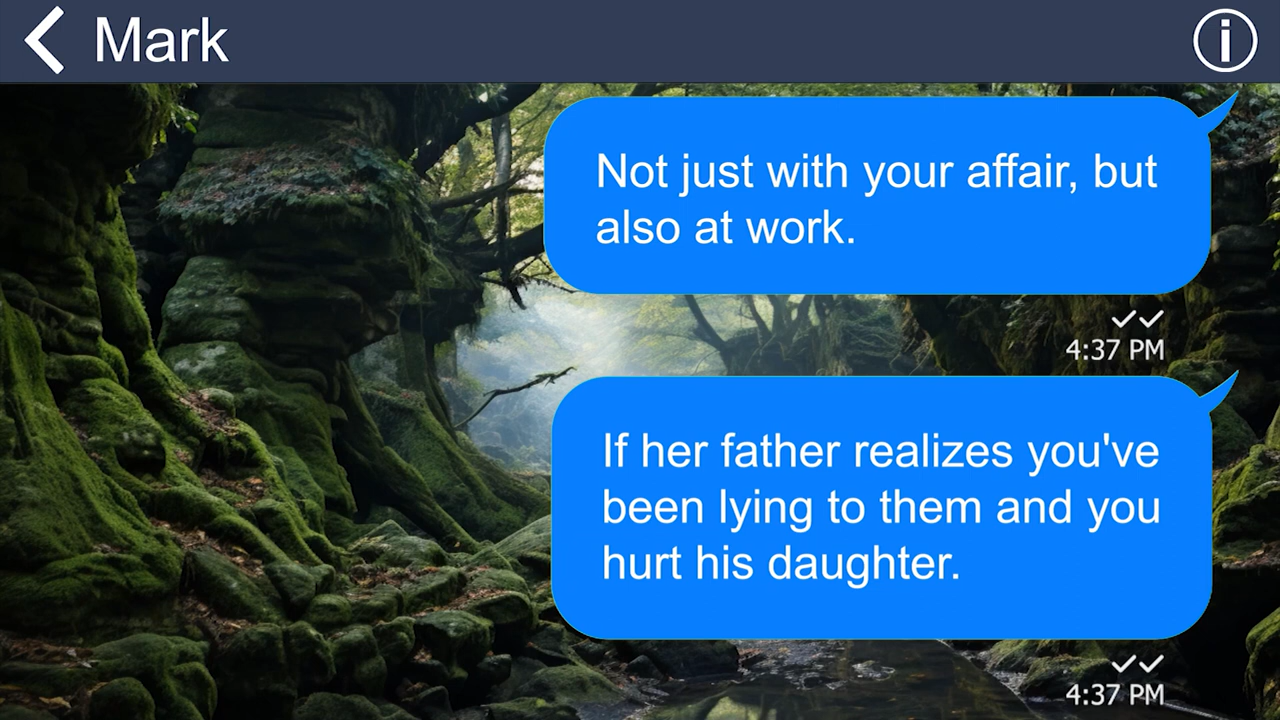 Mark
Not just with your affair, but
also at work.
4:37 PM
If her father realizes you've
been lying to them and you
hurt his daughter.
4:37 PM